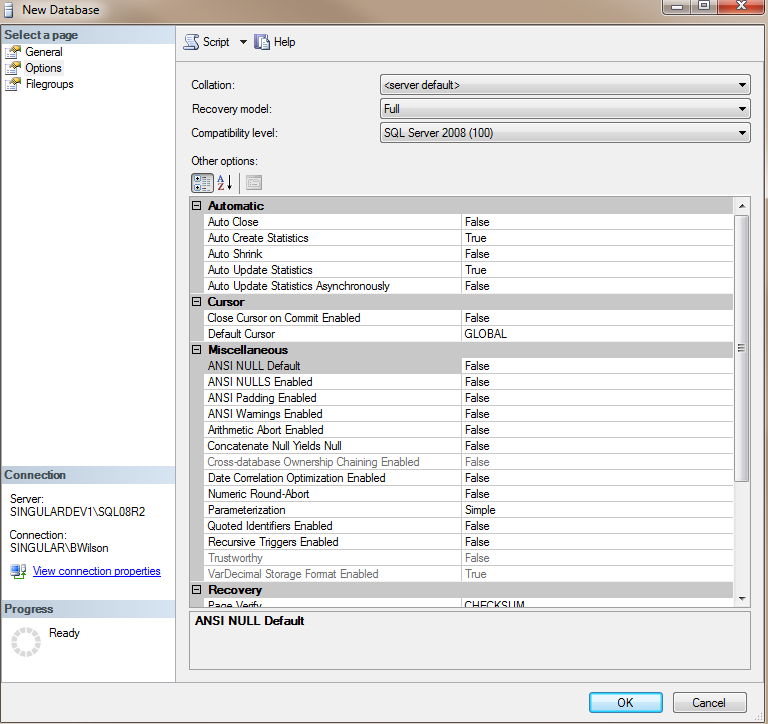 New Database
Select a page
General
Options
Filegroups
Script
Help
Collation: <server default>
Recovery model: Full
Compatibility level: SQL Server 2008 (100)
Other options:
A
Z
Automatic
Auto Close False
Auto Create Statistics True
Auto Shrink False
Auto Update Statistics True
Auto Update Statistics Asynchronously False
Cursor
Close Cursor on Commit Enabled False
Default Cursor GLOBAL
Miscellaneous
ANSI NULL Default False
ANSI NULLS Enabled False
ANSI Padding Enabled False
ANSI Warnings Enabled False
Arithmetic Abort Enabled False
Concatenate Null Yields Null False
Cross-database Ownership Chaining Enabled False
Date Correlation Optimization Enabled False
Numeric Round-Abort False
Parameterization Simple
Quoted Identifiers Enabled False
Recursive Triggers Enabled False
Trustworthy False
VarDecimal Storage Format Enabled True
Recovery
Page Verify CHECKSUM
ANSI NULL Default
Connection
Server:
SINGULARDEV1\SQL08R2
Connection:
SINGULAR\BWilson
View connection properties
Progress
Ready
OK
Cancel